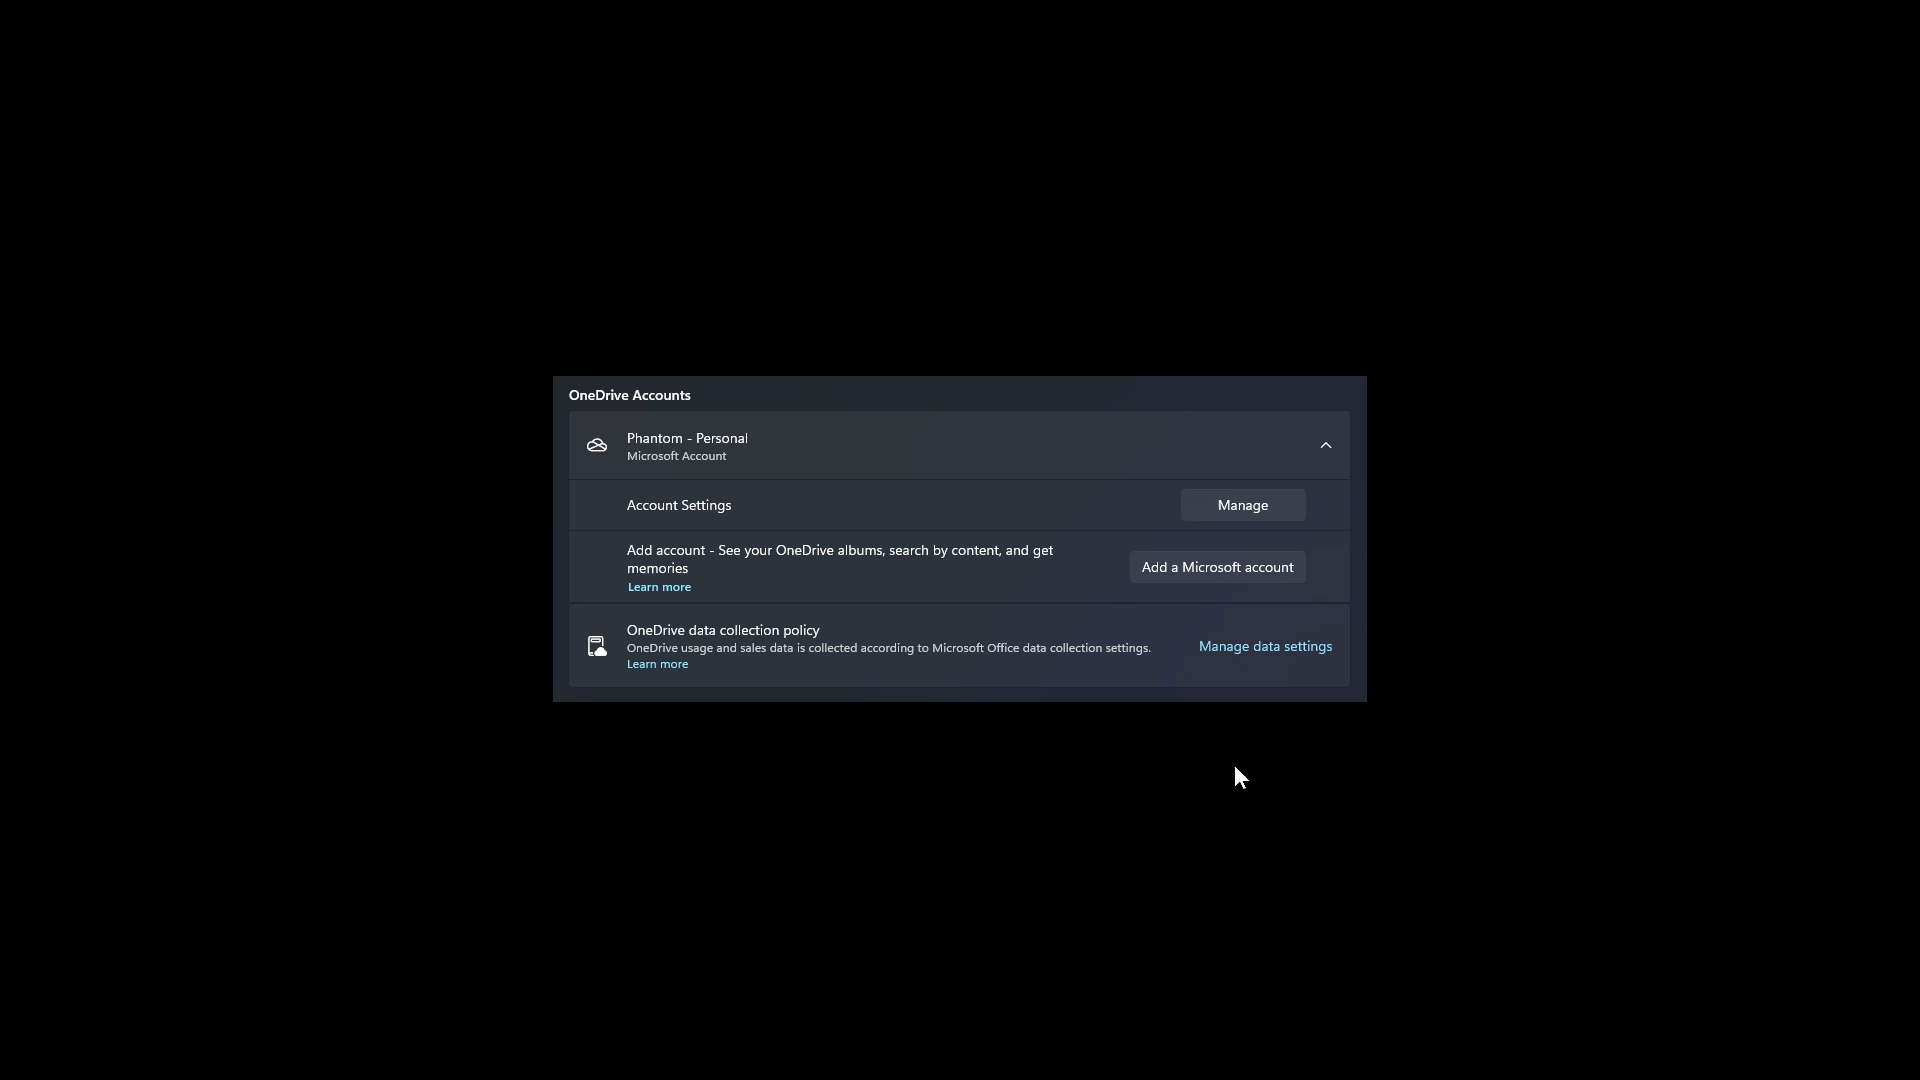 OneDrive Accounts
Phantom - Personal
Microsoft Account
Account Settings
Manage
Add account - See your OneDrive albums, search by content, and get
memories
Learn more
Add a Microsoft account
OneDrive data collection policy
OneDrive usage and sales data is collected according to Microsoft Office data collection settings.
Learn more
Manage data settings